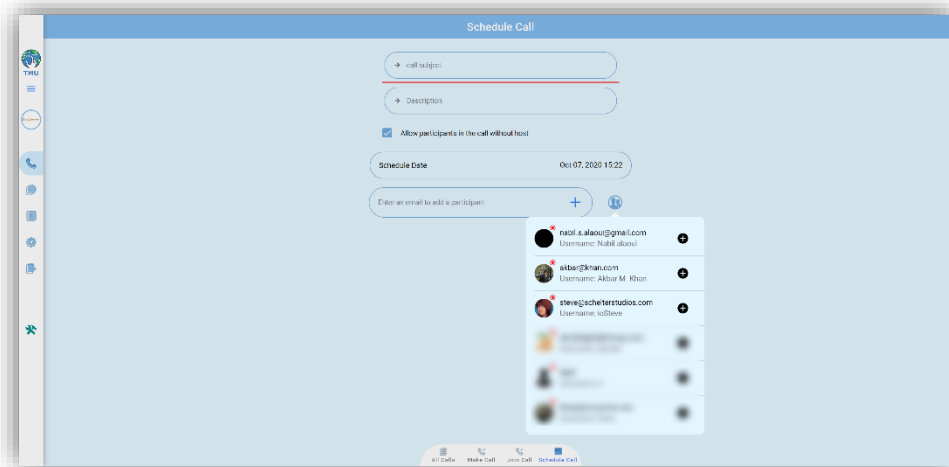 Schedule Call
TMU
call subject
Description
Allow participants in the call without host
Schedule Date Oct 07, 2020 15:22
Enter an email to add a participant
nabil.s.alaoui@gmail.com
Username: Nabil alaoui
akbar@khan.com
Username: Akbar M. Khan
steve@schelterstudios.com
Username: ioSteve
All Calls Make Call Join Call Schedule Call